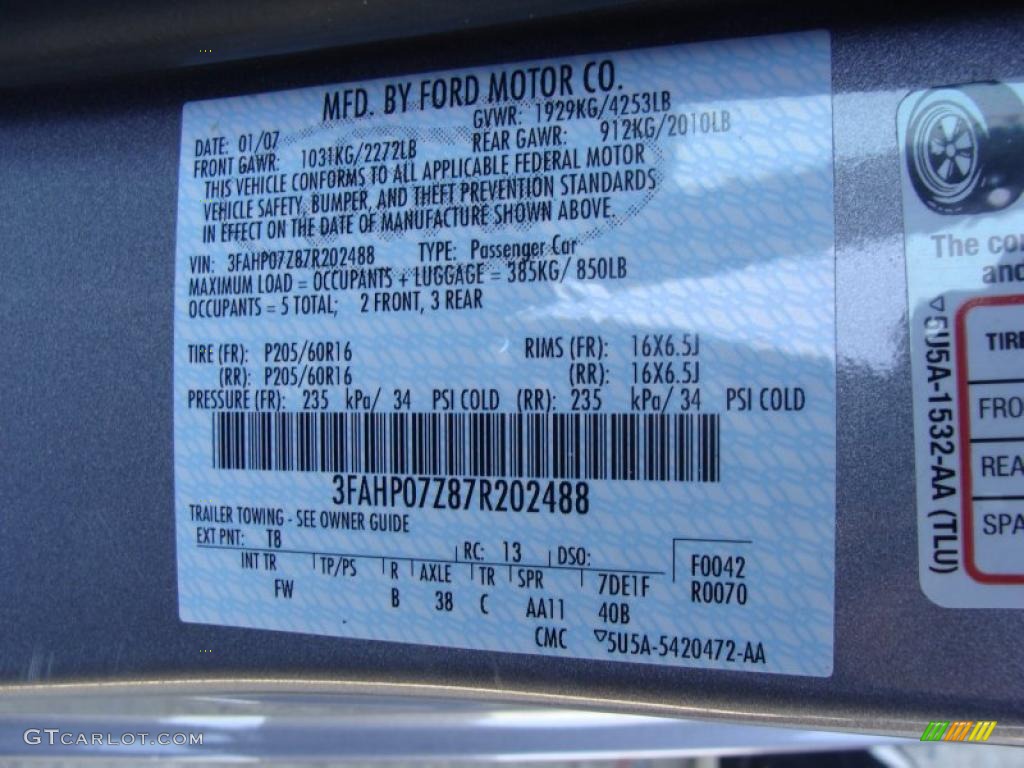 MFD. BY FORD MOTOR CO.
DATE: 01/07 GVWR: 1929KG/4253LB
FRONT GAWR: 1031KG/2272LB REAR GAWR: 912KG/2010LB
THIS VEHICLE CONFORMS TO ALL APPLICABLE FEDERAL MOTOR
VEHICLE SAFETY, BUMPER, AND THEFT PREVENTION STANDARDS
IN EFFECT ON THE DATE OF MANUFACTURE SHOWN ABOVE.
VIN: 3FAHP07Z87R202488 TYPE: Passenger Car
MAXIMUM LOAD = OCCUPANTS + LUGGAGE = 385KG/ 850LB
OCCUPANTS = 5 TOTAL; 2 FRONT, 3 REAR
TIRE (FR): P205/60R16 RIMS (FR): 16X6.5J
(RR): P205/60R16 (RR): 16X6.5J
PRESSURE (FR): 235 kPa/ 34 PSI COLD (RR): 235 kPa/ 34 PSI COLD
3FAHP07Z87R202488
TRAILER TOWING - SEE OWNER GUIDE
EXT PNT: T8 RC: 13 DSO: F0042
INT TR TP/PS R AXLE TR SPR 7DE1F R0070
FW B 38 C AA11 40B
CMC 5U5A-5420472-AA
The co
and
5U5A-1532-AA (TLU)
TIRE
FRO
REA
SPA
GTCARLOT.COM